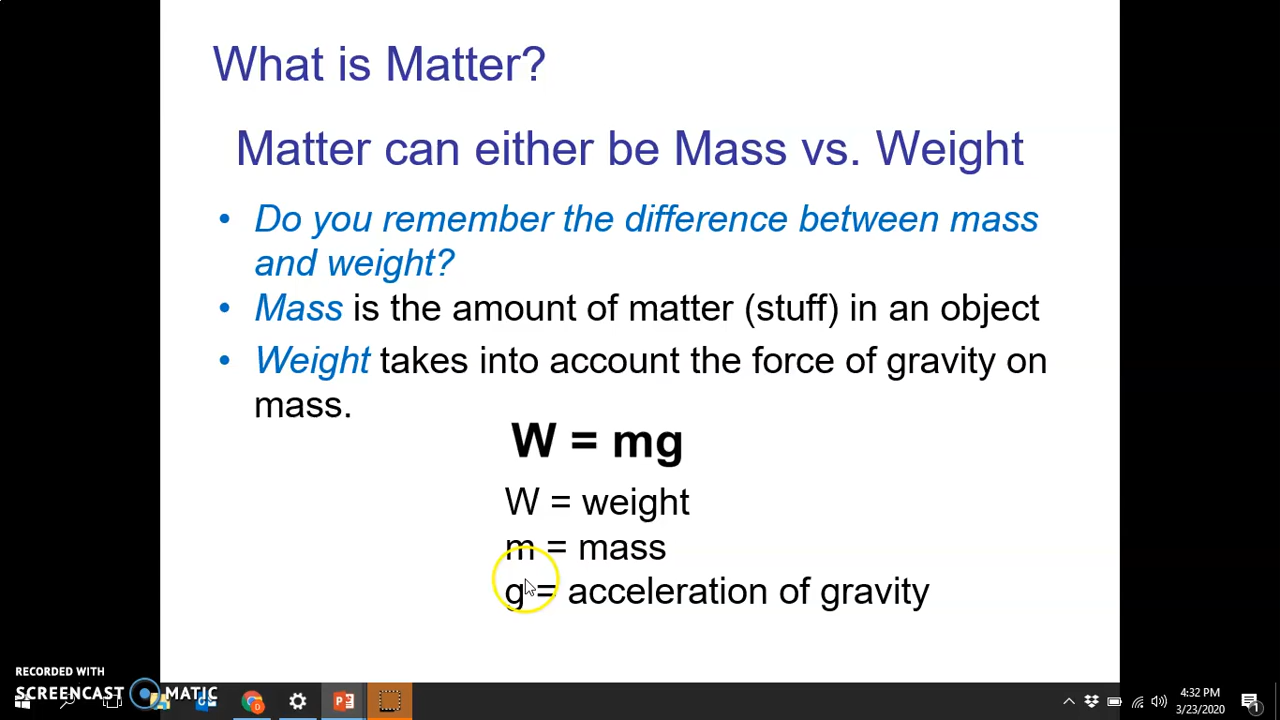 What is Matter?
Matter can either be Mass vs. Weight
• Do you remember the difference between mass
and weight?
• Mass is the amount of matter (stuff) in an object
• Weight takes into account the force of gravity on
mass.
W = mg
W = weight
m = mass
g = acceleration of gravity
RECORDED WITH
SCREENCAST MATIC
4:32 PM
3/23/2020